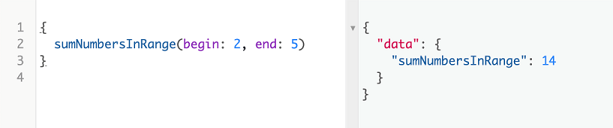 1 {
2 sumNumbersInRange(begin: 2, end: 5)
3 }
4
{
"data": {
"sumNumbersInRange": 14
}
}